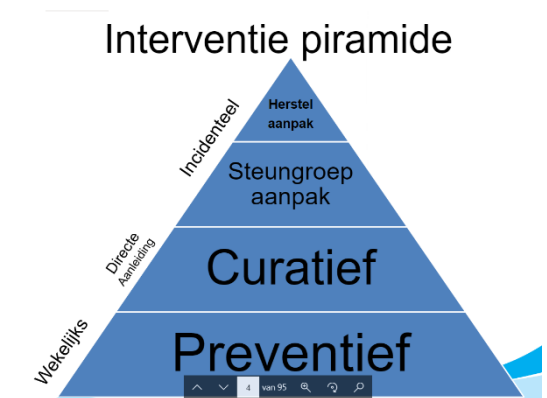 Interventie piramide
Incidenteel
Herstel
aanpak
Steungroep
aanpak
Directe
Aanleiding
Curatief
Wekelijks
Preventief
4 van 95